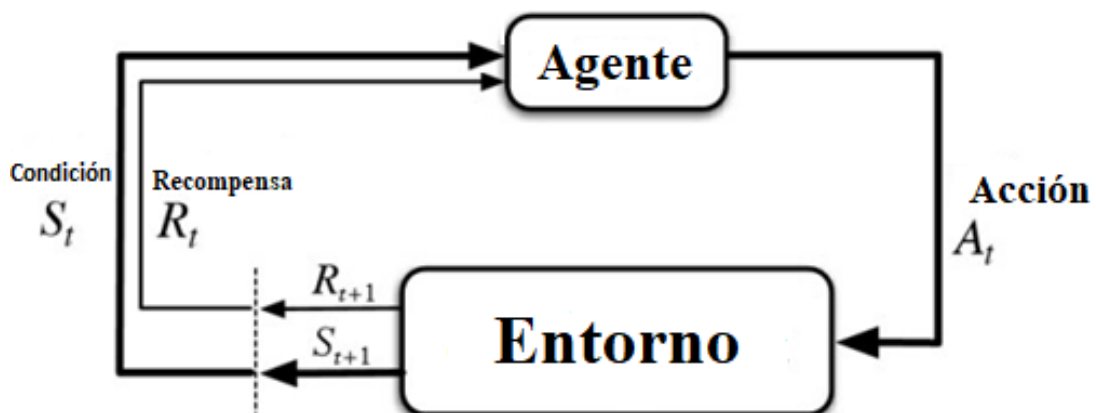 Agente
Condición
S_t
Recompensa
R_t
Acción
A_t
R_{t+1}
S_{t+1}
Entorno